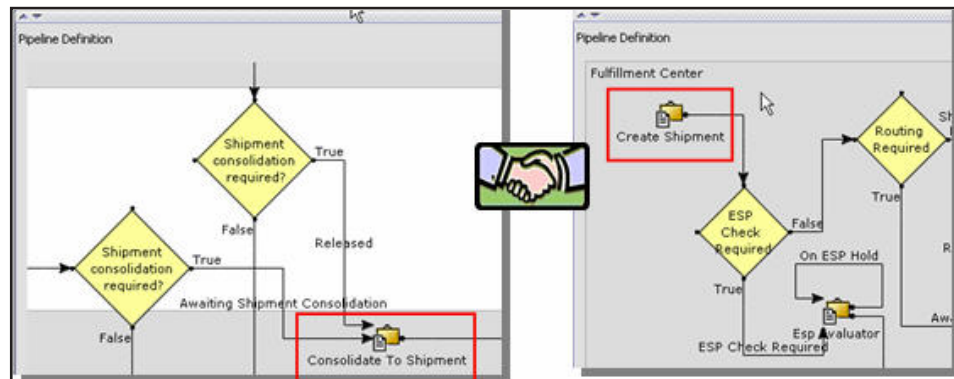 Pipeline Definition
Shipment
consolidation
required?
True
False
Released
Shipment
consolidation
required?
True
False
Awaiting Shipment Consolidation
Consolidate To Shipment
Pipeline Definition
Fulfillment Center
Create Shipment
Routing
Required
True
ESP
Check
Required
False
True
On ESP Hold
Esp Evaluator
ESP Check Required